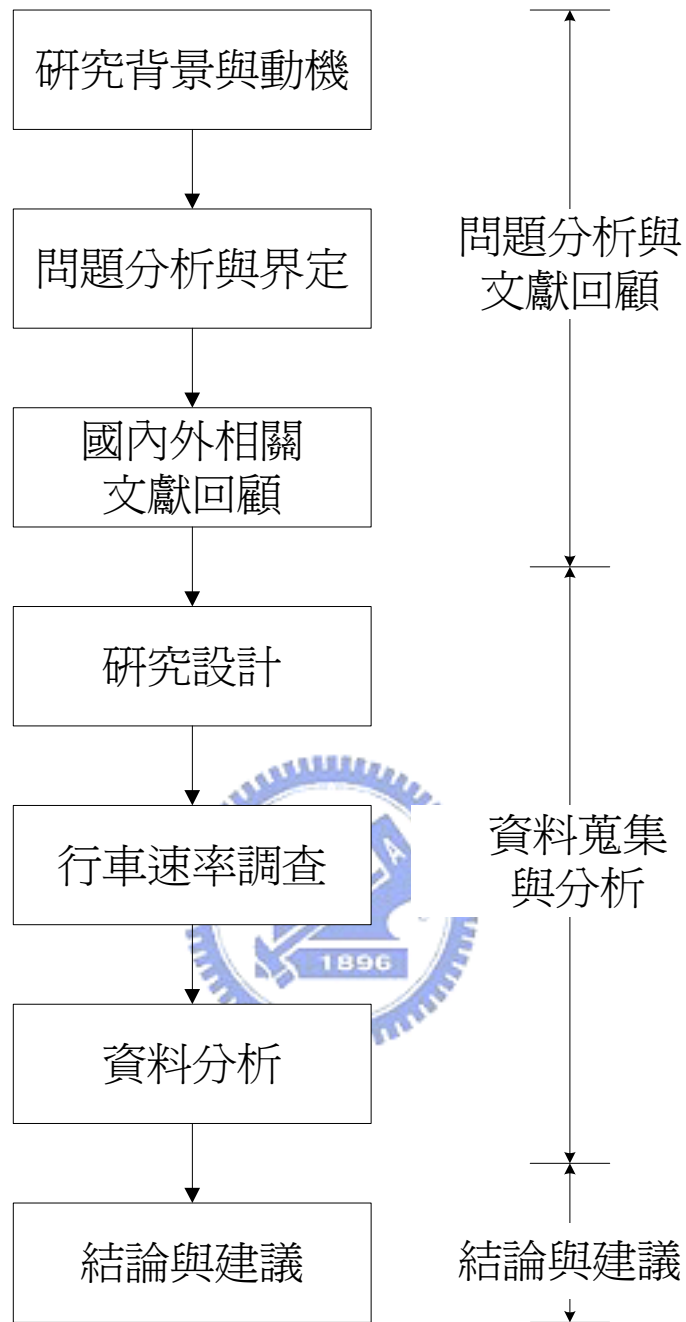 研究背景與動機
問題分析與界定
國內外相關
文獻回顧
研究設計
行車速率調查
資料分析
結論與建議
問題分析與
文獻回顧
資料蒐集
與分析
結論與建議
1896